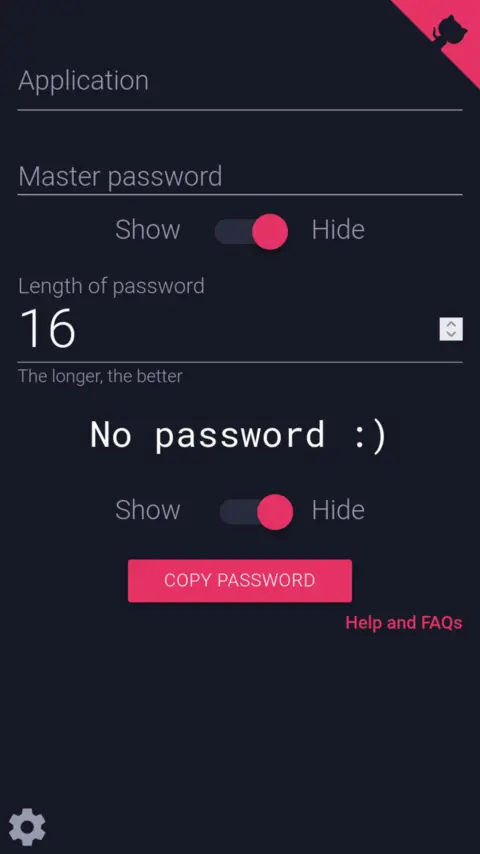 Application
Master password
Show Hide
Length of password
16
The longer, the better
No password :)
Show Hide
COPY PASSWORD
Help and FAQs